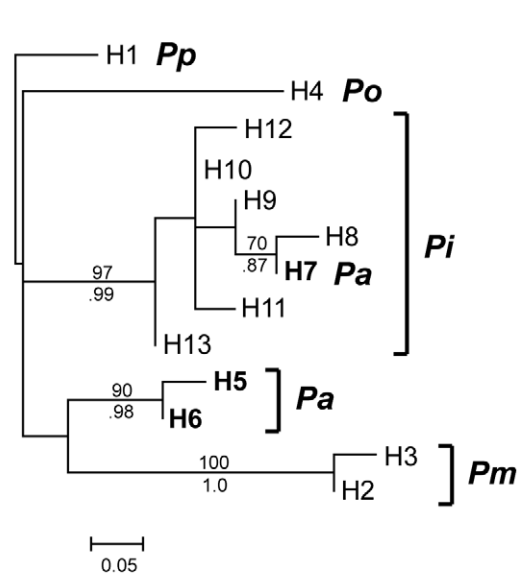 H1 Pp
H4 Po
H12
H10
H9
70
H8
.87
H7 Pa
Pi
97
.99
H11
H13
90
H5
.98
H6
Pa
100
H3
1.0
H2
Pm
0.05